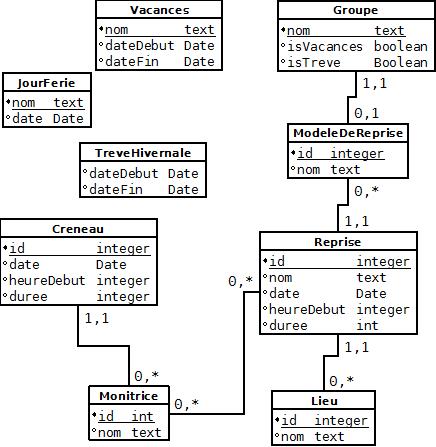 Vacances
nom text
dateDebut Date
dateFin Date
Groupe
nom text
isVacances boolean
isTreve Boolean
JourFerie
nom text
date Date
1,1
0,1
ModeleDeReprise
id integer
nom text
TreveHivernale
dateDebut Date
dateFin Date
0,*
1,1
Creneau
id integer
date Date
heureDebut integer
duree integer
Reprise
id integer
nom text
date Date
heureDebut integer
duree int
0,*
1,1
1,1
0,*
0,*
Monitrice
id int
nom text
0,*
Lieu
id integer
nom text